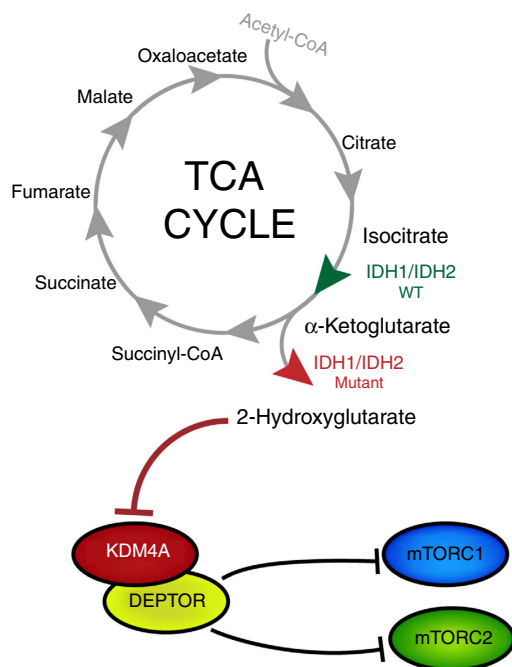 Acetyl-CoA
Oxaloacetate
Malate
Citrate
TCA
CYCLE
Fumarate
Isocitrate
IDH1/IDH2
WT
Succinate
α-Ketoglutarate
Succinyl-CoA
IDH1/IDH2
Mutant
2-Hydroxyglutarate
KDM4A
mTORC1
DEPTOR
mTORC2